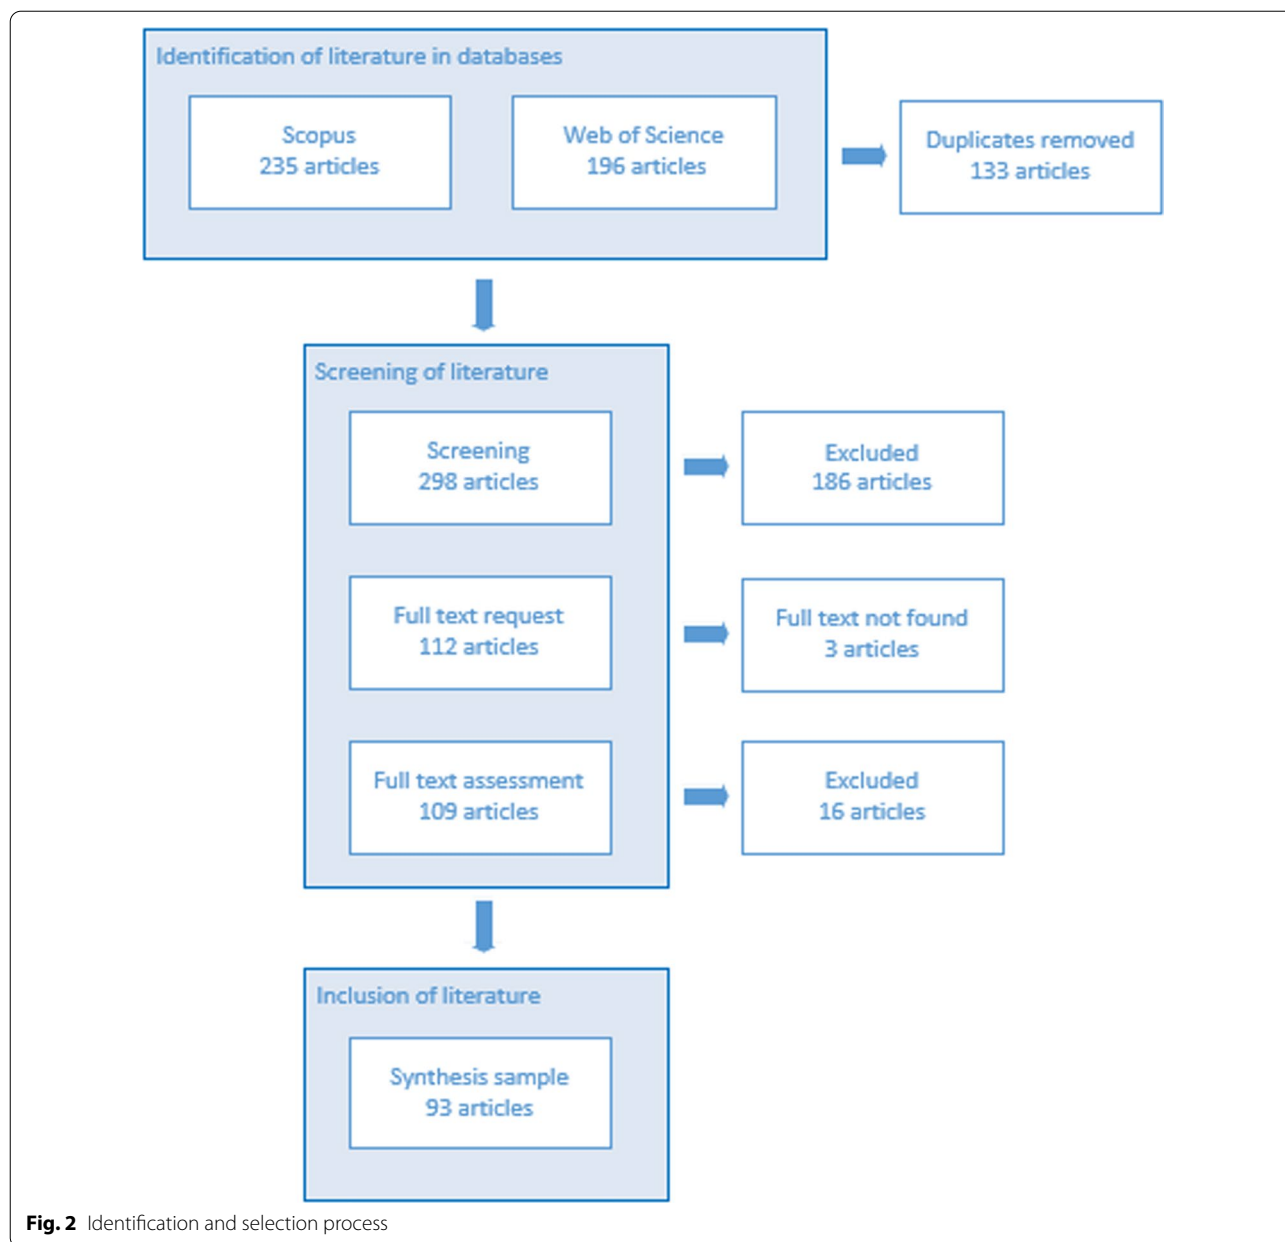 Identification of literature in databases
Scopus
235 articles
Web of Science
196 articles
Duplicates removed
133 articles
Screening of literature
Screening
298 articles
Excluded
186 articles
Full text request
112 articles
Full text not found
3 articles
Full text assessment
109 articles
Excluded
16 articles
Inclusion of literature
Synthesis sample
93 articles
Fig. 2 Identification and selection process